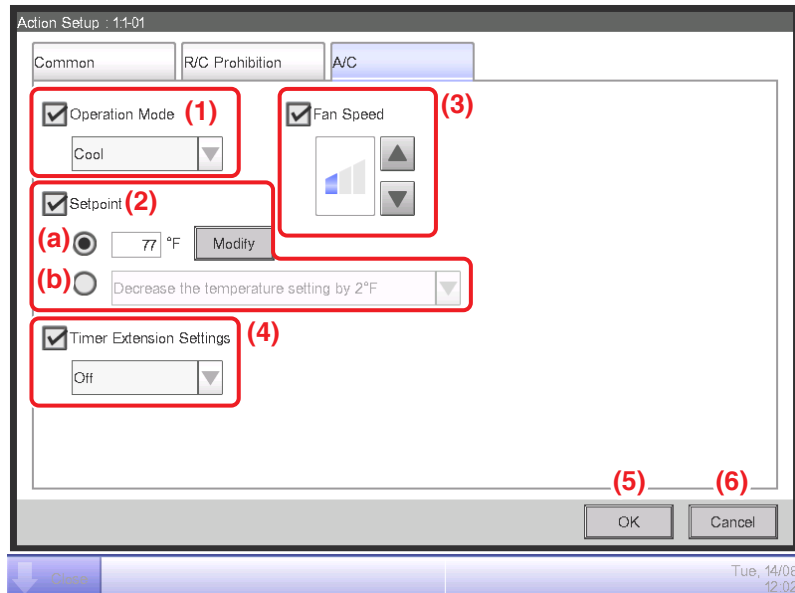 Action Setup : 1:1-01
Common R/C Prohibition A/C
Operation Mode (1)
Cool
Fan Speed (3)
Setpoint (2)
(a) 77 °F Modify
(b) Decrease the temperature setting by 2°F
Timer Extension Settings (4)
Off
(5) (6)
OK Cancel
Close
Tue, 14/08
12:02